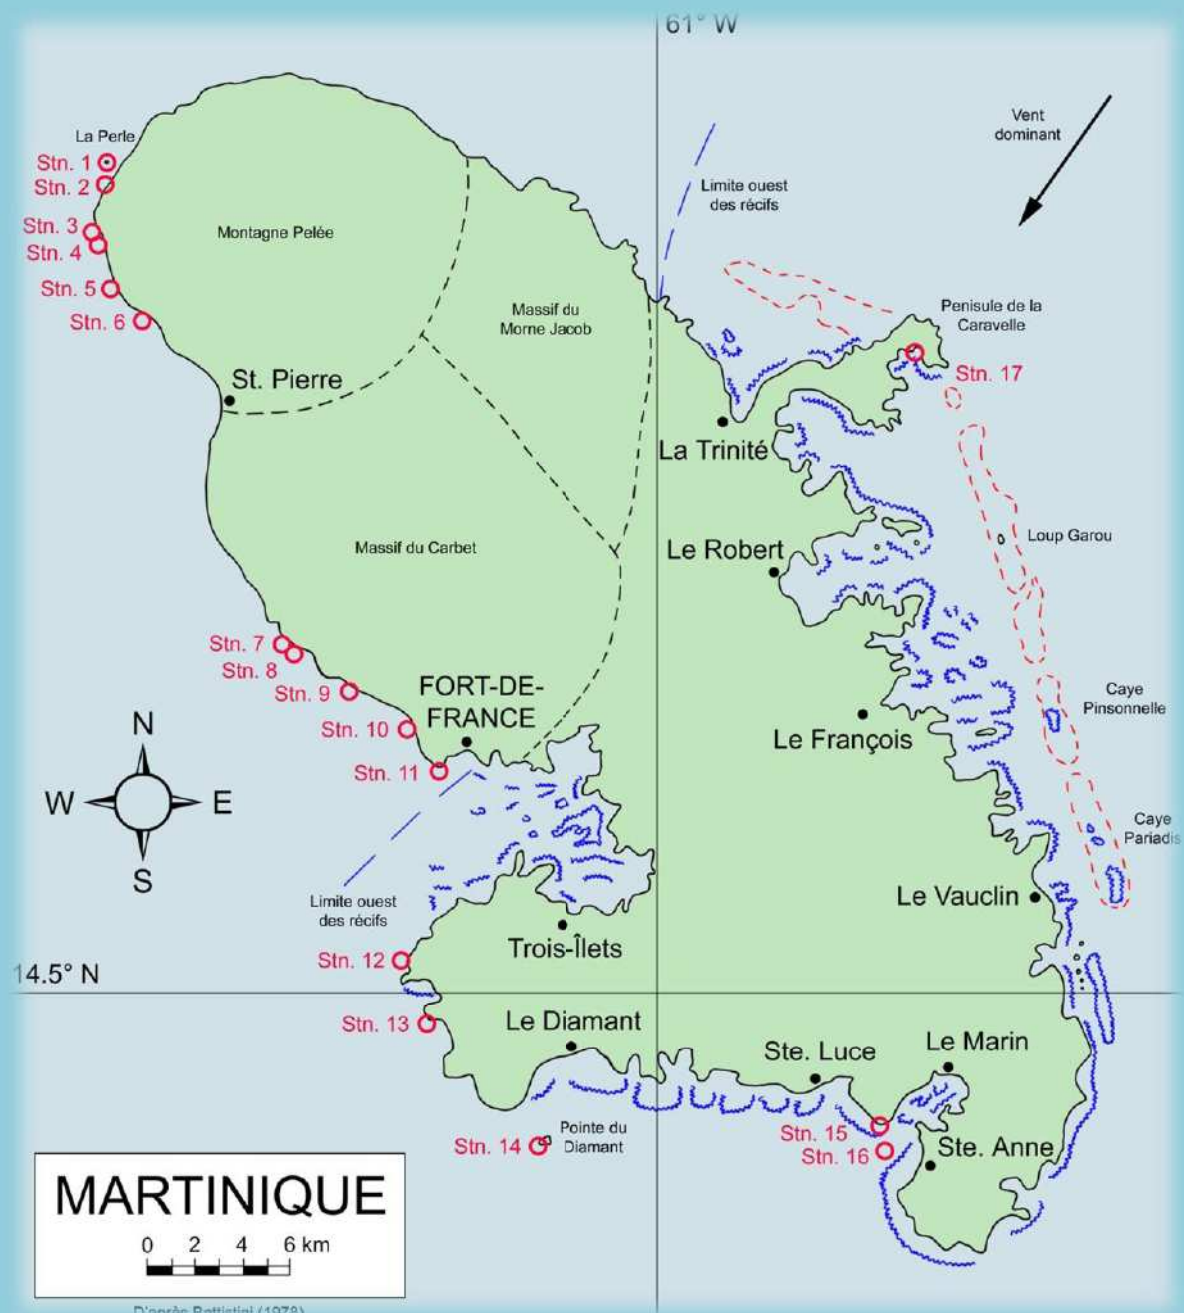 61° W
Vent
dominant
La Perle
Stn. 1
Stn. 2
Limite ouest
des récifs
Stn. 3
Stn. 4
Montagne Pelée
Stn. 5
Stn. 6
Massif du
Morne Jacob
Penisule de la
Caravelle
Stn. 17
St. Pierre
La Trinité
Massif du Carbet
Le Robert
Loup Garou
Stn. 7
Stn. 8
Stn. 9
FORT-DE-
FRANCE
Stn. 10
Stn. 11
Le François
Caye
Pinsonnelle
N
W
E
S
Caye
Pariadis
Limite ouest
des récifs
Le Vauclin
Trois-Îlets
Stn. 12
14.5° N
Stn. 13
Le Diamant
Ste. Luce
Le Marin
Stn. 14
Pointe du
Diamant
Stn. 15
Stn. 16
Ste. Anne
MARTINIQUE
0 2 4 6 km
D'après Battistini (1978)